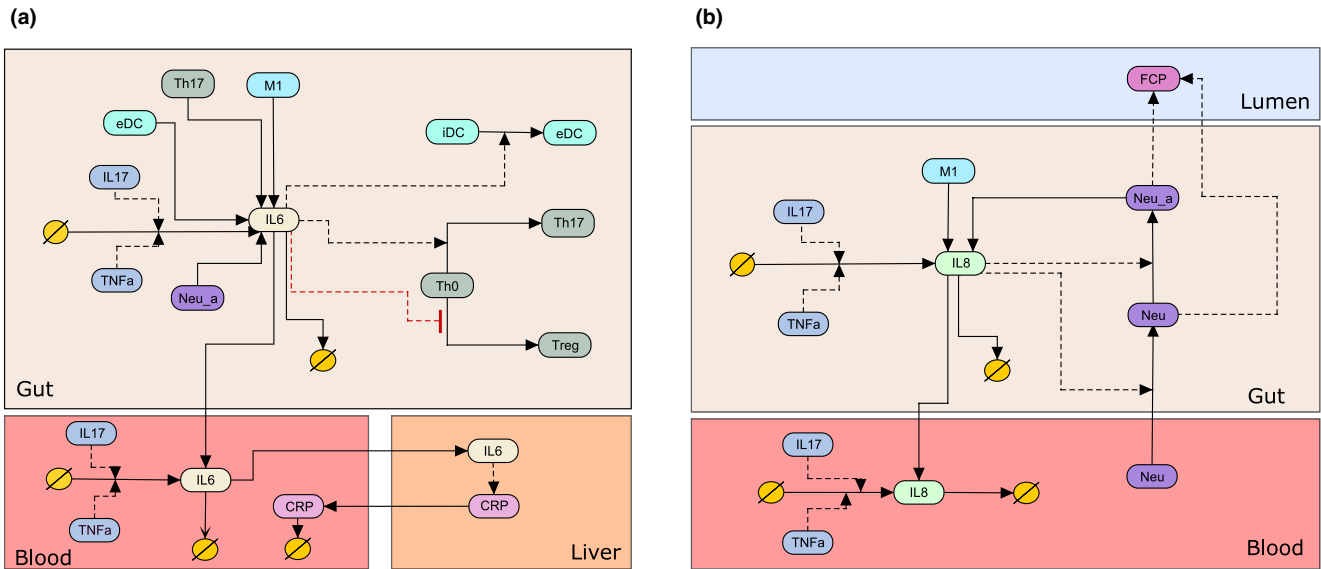 (a)
Th17
M1
eDC
iDC
eDC
IL17
IL6
Th17
TNFa
Neu_a
Th0
Treg
Gut
IL17
IL6
IL6
CRP
CRP
TNFa
Blood
Liver
(b)
FCP
Lumen
M1
Neu_a
IL17
IL8
TNFa
Neu
Gut
IL17
IL8
Neu
TNFa
Blood